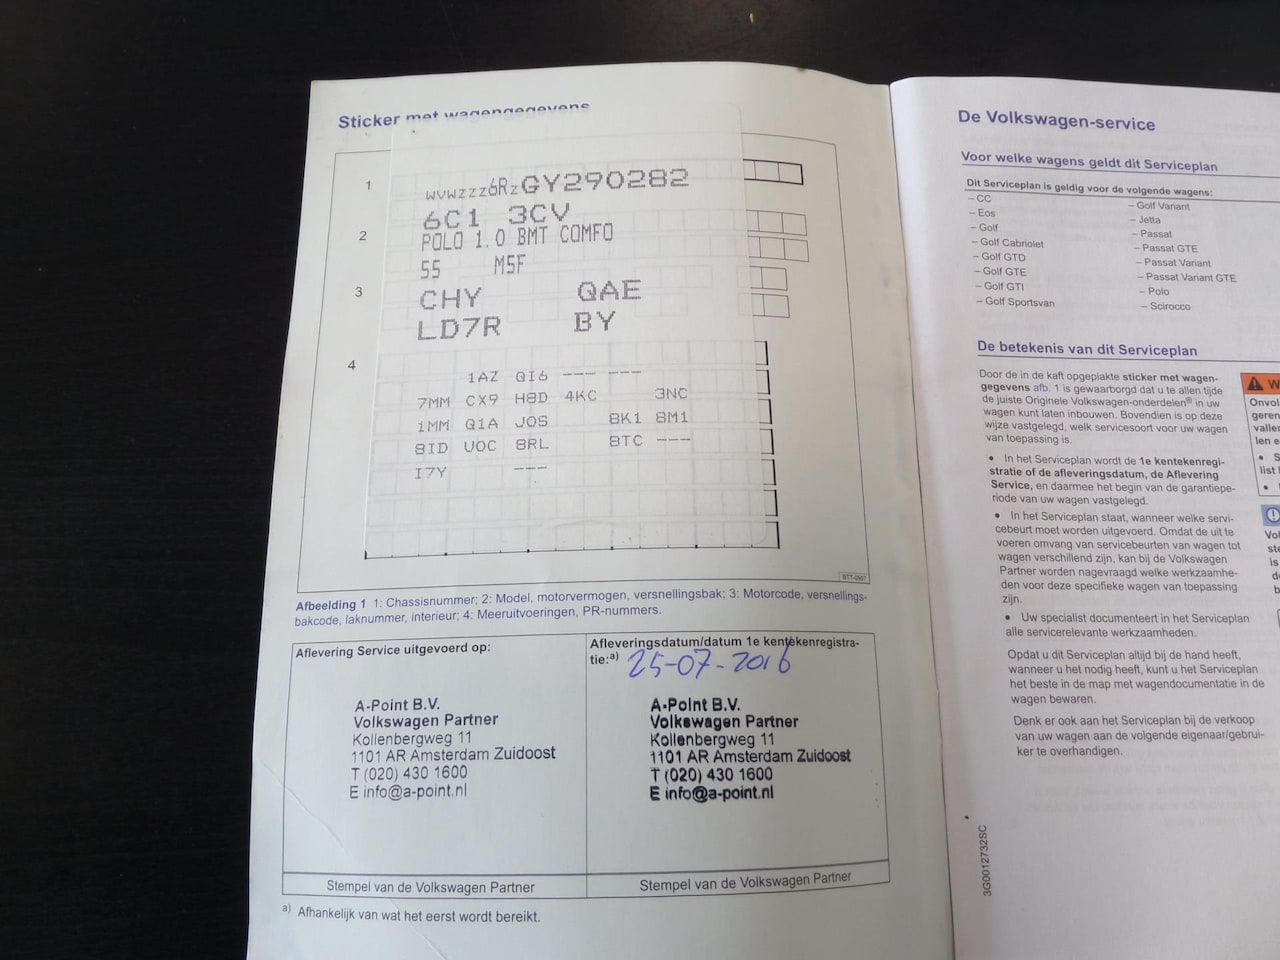 Sticker met wagengegevens
1 WVWZZZ6RZGY290282
6C1 3CV
2 POLO 1.0 BMT COMFO
55 M5F
3 CHY QAE
LD7R BY
4
1AZ QI6 --- ---
7MM CX9 H8D 4KC 3NC
1MM Q1A JOS 8K1 8M1
8ID UOC 8RL 8TC ---
I7Y ---
BTT-0557
Afbeelding 1 1: Chassisnummer; 2: Model, motorvermogen, versnellingsbak; 3: Motorcode, versnellings-
bakcode, laknummer, interieur; 4: Meeruitvoeringen, PR-nummers.
Aflevering Service uitgevoerd op:
A-Point B.V.
Volkswagen Partner
Kollenbergweg 11
1101 AR Amsterdam Zuidoost
T (020) 430 1600
E info@a-point.nl
Stempel van de Volkswagen Partner
Afleveringsdatum/datum 1e kentekenregistra-
tie:a) 25-07-2016
A-Point B.V.
Volkswagen Partner
Kollenbergweg 11
1101 AR Amsterdam Zuidoost
T (020) 430 1600
E info@a-point.nl
Stempel van de Volkswagen Partner
a) Afhankelijk van wat het eerst wordt bereikt.
De Volkswagen-service
Voor welke wagens geldt dit Serviceplan
Dit Serviceplan is geldig voor de volgende wagens:
– CC
– Eos
– Golf
– Golf Cabriolet
– Golf GTD
– Golf GTE
– Golf GTI
– Golf Sportsvan
– Golf Variant
– Jetta
– Passat
– Passat GTE
– Passat Variant
– Passat Variant GTE
– Polo
– Scirocco
De betekenis van dit Serviceplan
Door de in de kaft opgeplakte sticker met wagen-
gegevens afb. 1 is gewaarborgd dat u te allen tijde
de juiste Originele Volkswagen-onderdelen® in uw
wagen kunt laten inbouwen. Bovendien is op deze
wijze vastgelegd, welk servicesoort voor uw wagen
van toepassing is.
• In het Serviceplan wordt de 1e kentekenregi-
stratie of de afleveringsdatum, de Aflevering
Service, en daarmee het begin van de garantiepe-
riode van uw wagen vastgelegd.
• In het Serviceplan staat, wanneer welke servi-
cebeurt moet worden uitgevoerd. Omdat de uit te
voeren omvang van servicebeurten van wagen tot
wagen verschillend zijn, kan bij de Volkswagen
Partner worden nagevraagd welke werkzaamhe-
den voor deze specifieke wagen van toepassing
zijn.
• Uw specialist documenteert in het Serviceplan
alle servicerelevante werkzaamheden.
Opdat u dit Serviceplan altijd bij de hand heeft,
wanneer u het nodig heeft, kunt u het Serviceplan
het beste in de map met wagendocumentatie in de
wagen bewaren.
Denk er ook aan het Serviceplan bij de verkoop
van uw wagen aan de volgende eigenaar/gebrui-
ker te overhandigen.
3G0012732SC
Onvol
geren
len e